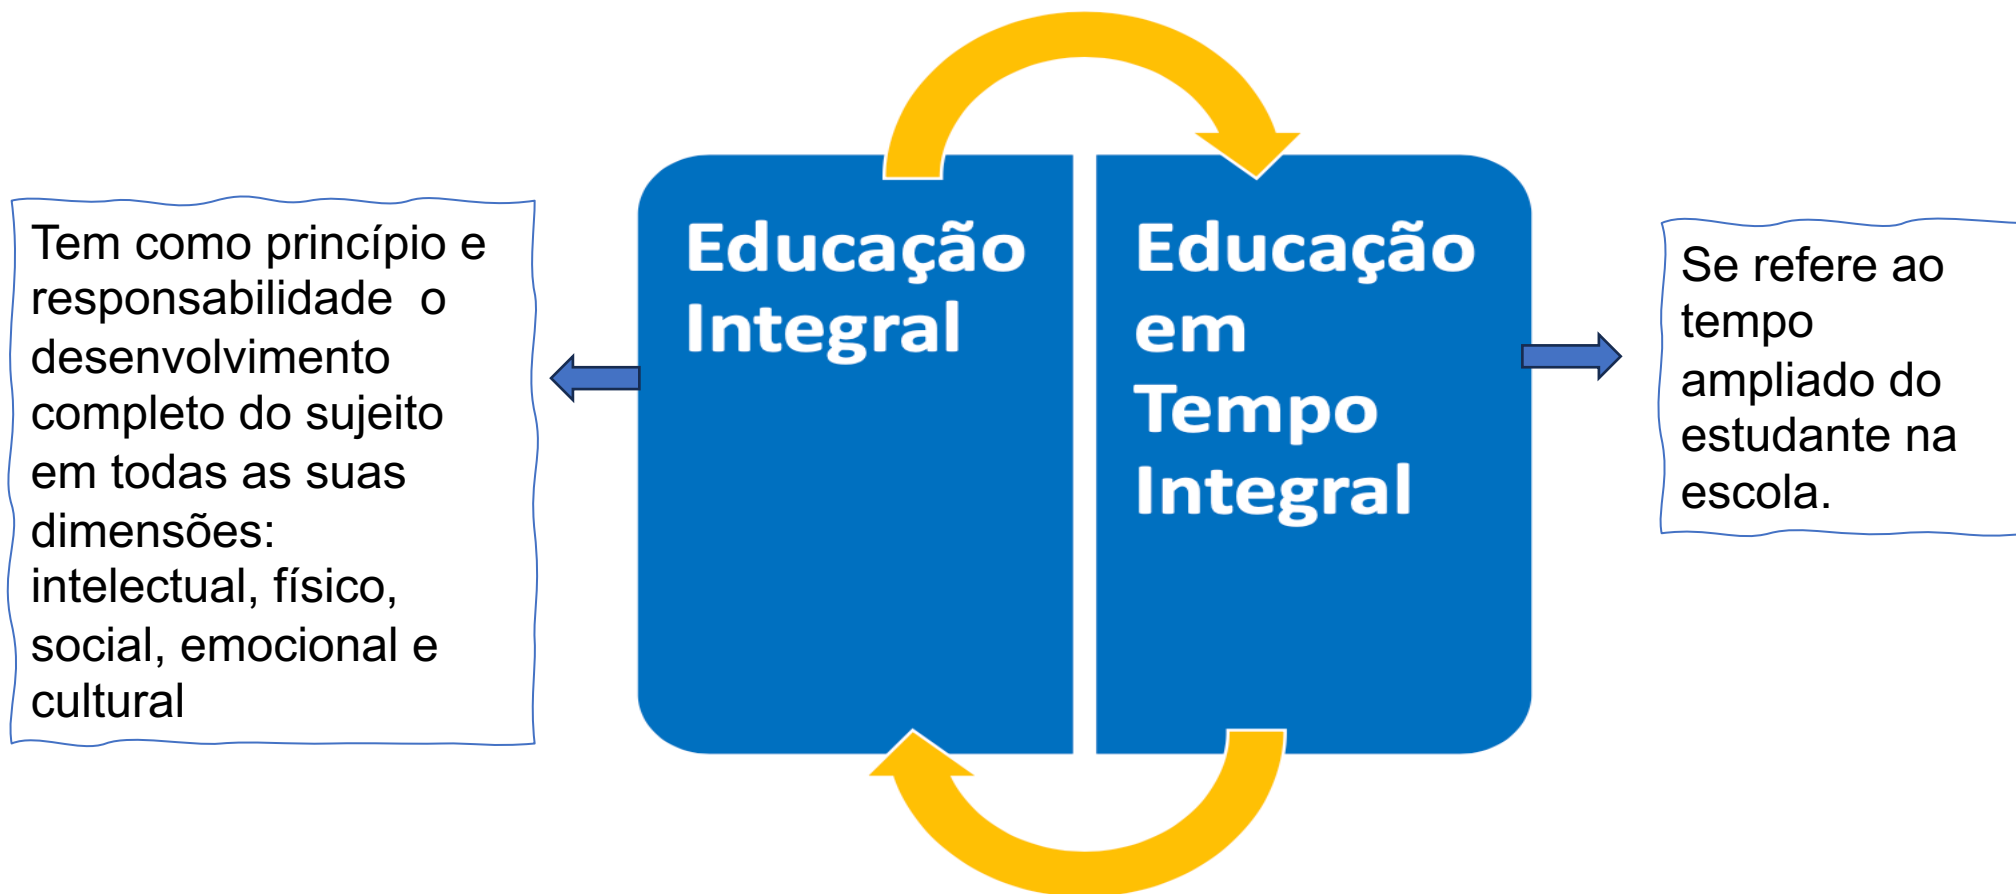 Tem como princípio e
responsabilidade  o
desenvolvimento
completo do sujeito
em todas as suas
dimensões:
intelectual, físico,
social, emocional e
cultural
Educação
Integral
Educação
em
Tempo
Integral
Se refere ao
tempo
ampliado do
estudante na
escola.